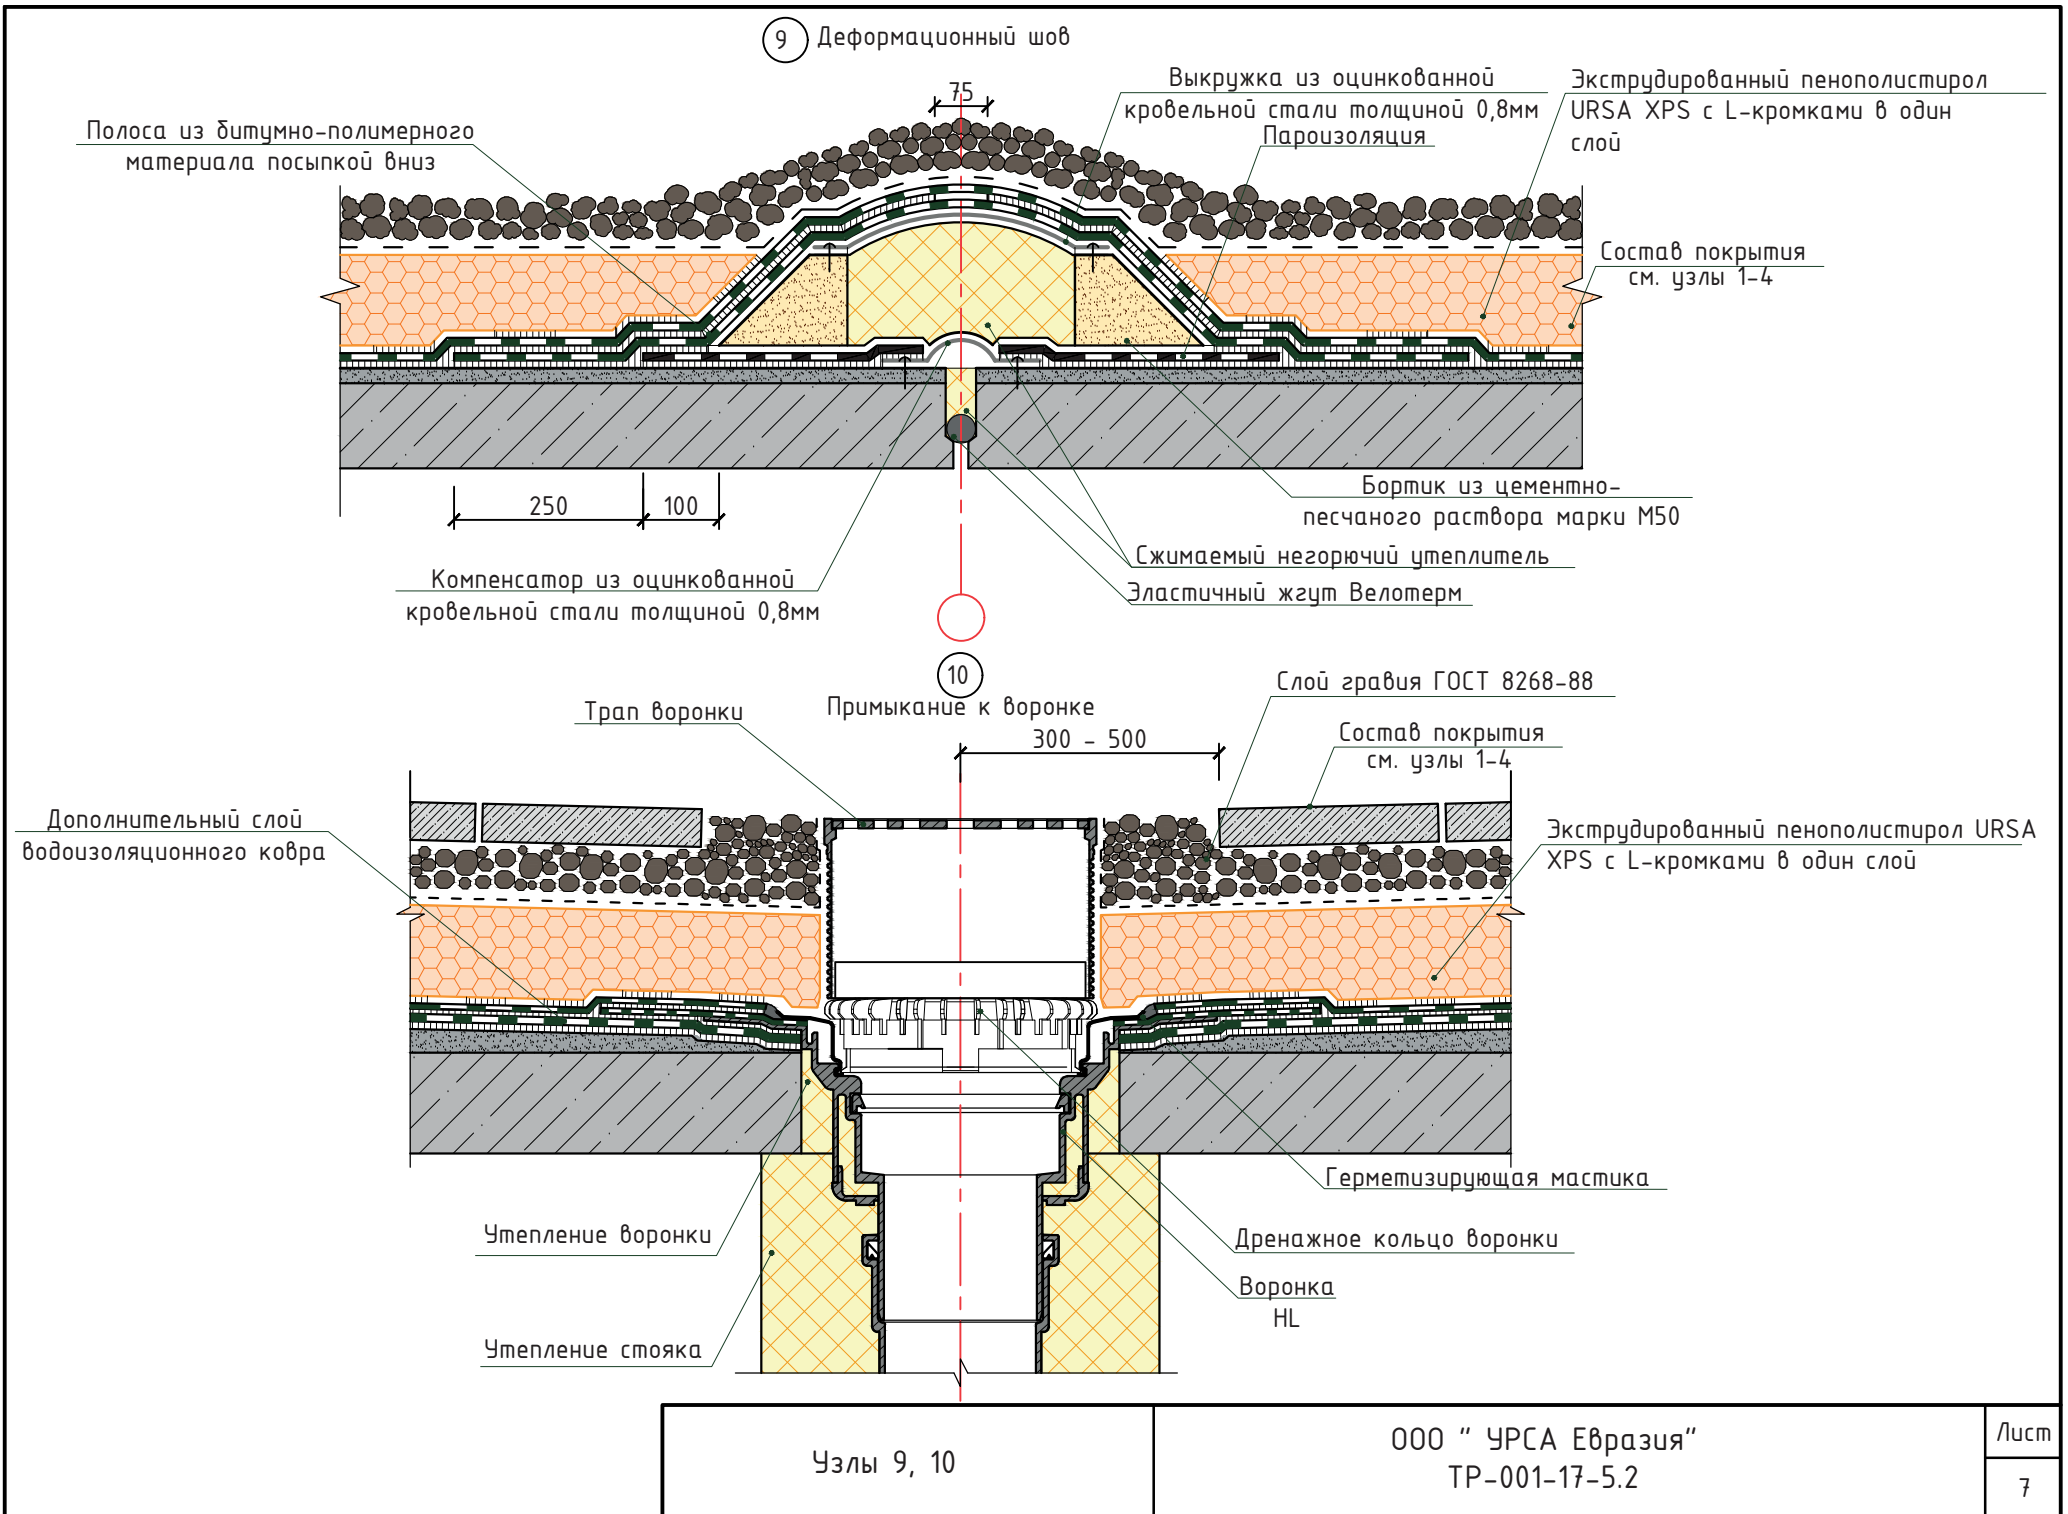 9 Деформационный шов
75
Выкружка из оцинкованной
кровельной стали толщиной 0,8мм
Экструдированный пенополистирол
URSA XPS с L-кромками в один
слой
Полоса из битумно-полимерного
материала посыпкой вниз
Пароизоляция
Состав покрытия
см. узлы 1-4
250
100
Бортик из цементно-
песчаного раствора марки М50
Сжимаемый негорючий утеплитель
Эластичный жгут Велотерм
Компенсатор из оцинкованной
кровельной стали толщиной 0,8мм
10
Примыкание к воронке
300 - 500
Трап воронки
Слой гравия ГОСТ 8268-88
Состав покрытия
см. узлы 1-4
Дополнительный слой
водоизоляционного ковра
Экструдированный пенополистирол URSA
XPS с L-кромками в один слой
Герметизирующая мастика
Утепление воронки
Дренажное кольцо воронки
Воронка
HL
Утепление стояка
Узлы 9, 10
ООО " УРСА Евразия"
ТР-001-17-5.2
Лист
7